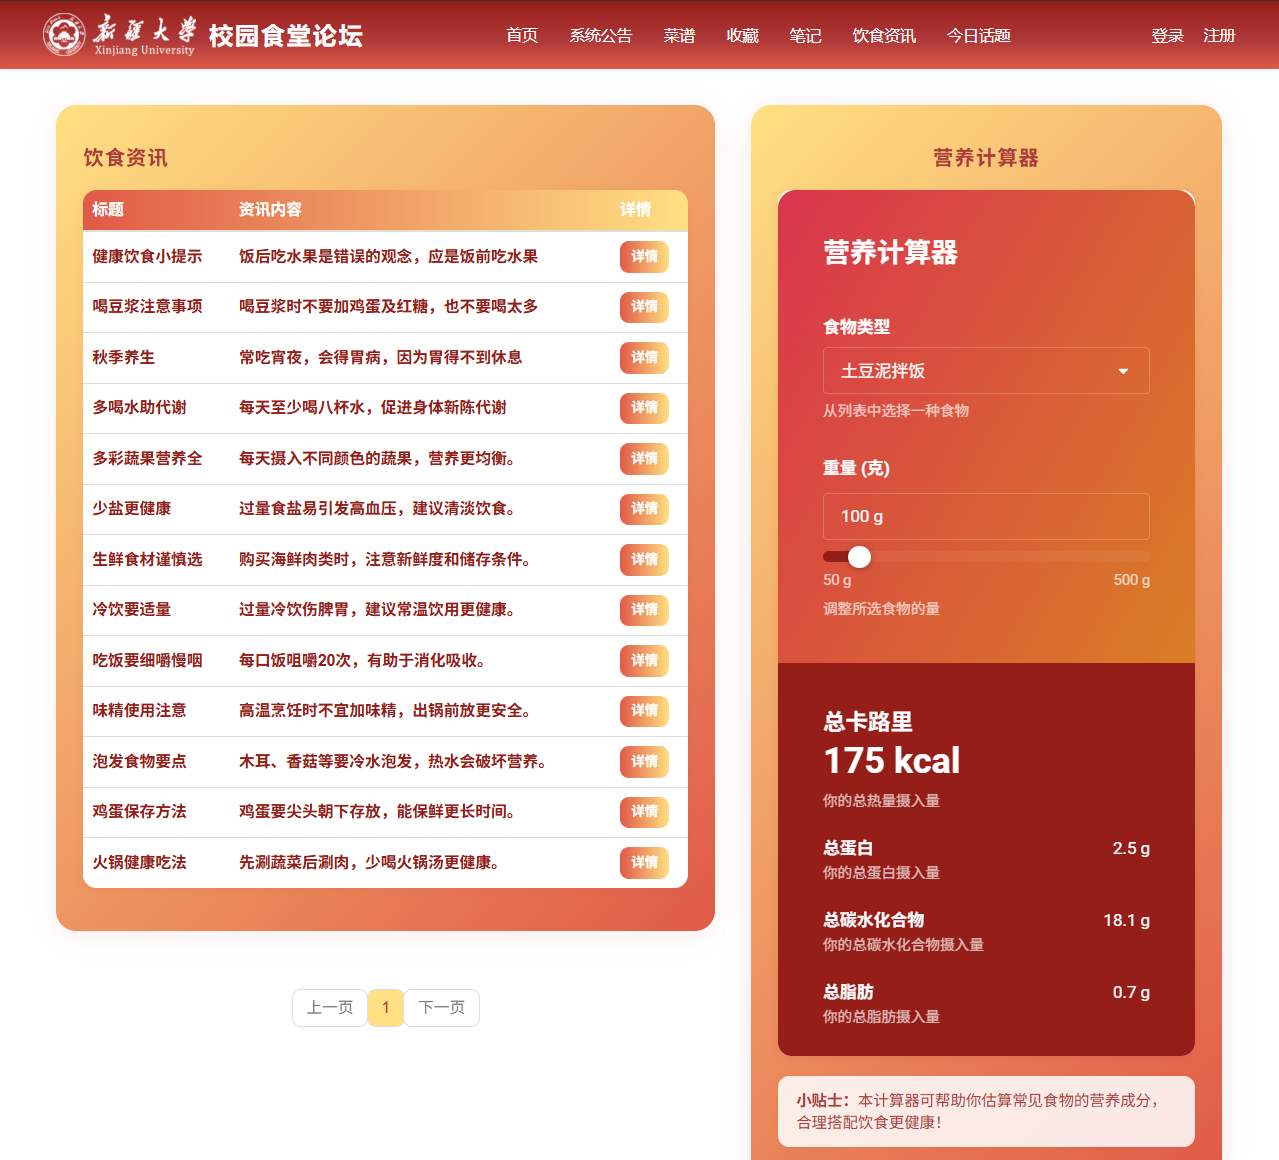 新疆大学
Xinjiang University
校园食堂论坛
首页
系统公告
菜谱
收藏
笔记
饮食资讯
今日话题
登录
注册
饮食资讯
标题 资讯内容 详情
健康饮食小提示 饭后吃水果是错误的观念，应是饭前吃水果 详情
喝豆浆注意事项 喝豆浆时不要加鸡蛋及红糖，也不要喝太多 详情
秋季养生 常吃宵夜，会得胃病，因为胃得不到休息 详情
多喝水助代谢 每天至少喝八杯水，促进身体新陈代谢 详情
多彩蔬果营养全 每天摄入不同颜色的蔬果，营养更均衡。 详情
少盐更健康 过量食盐易引发高血压，建议清淡饮食。 详情
生鲜食材谨慎选 购买海鲜肉类时，注意新鲜度和储存条件。 详情
冷饮要适量 过量冷饮伤脾胃，建议常温饮用更健康。 详情
吃饭要细嚼慢咽 每口饭咀嚼20次，有助于消化吸收。 详情
味精使用注意 高温烹饪时不宜加味精，出锅前放更安全。 详情
泡发食物要点 木耳、香菇等要冷水泡发，热水会破坏营养。 详情
鸡蛋保存方法 鸡蛋要尖头朝下存放，能保鲜更长时间。 详情
火锅健康吃法 先涮蔬菜后涮肉，少喝火锅汤更健康。 详情
上一页 1 下一页
营养计算器
营养计算器
食物类型
土豆泥拌饭
从列表中选择一种食物
重量 (克)
100 g
50 g 500 g
调整所选食物的量
总卡路里
175 kcal
你的总热量摄入量
总蛋白 2.5 g
你的总蛋白摄入量
总碳水化合物 18.1 g
你的总碳水化合物摄入量
总脂肪 0.7 g
你的总脂肪摄入量
小贴士：本计算器可帮助你估算常见食物的营养成分，
合理搭配饮食更健康！